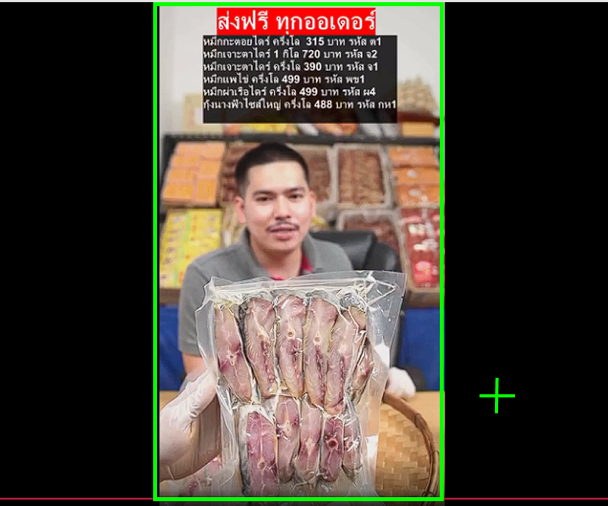 ส่งฟรี ทุกออเดอร์
หมึกกะตอยไดร์ ครึ่งโล 315 บาท รหัส ต1
หมึกเจาะตาไดร์ 1 กิโล 720 บาท รหัส จ2
หมึกเจาะตาไดร์ ครึ่งโล 390 บาท รหัส จ1
หมึกแพไข่ ครึ่งโล 499 บาท รหัส พข1
หมึกผ่าเรือไดร์ ครึ่งโล 499 บาท รหัส ผ4
กุ้งนางฟ้าไซส์ใหญ่ ครึ่งโล 488 บาท รหัส กห1